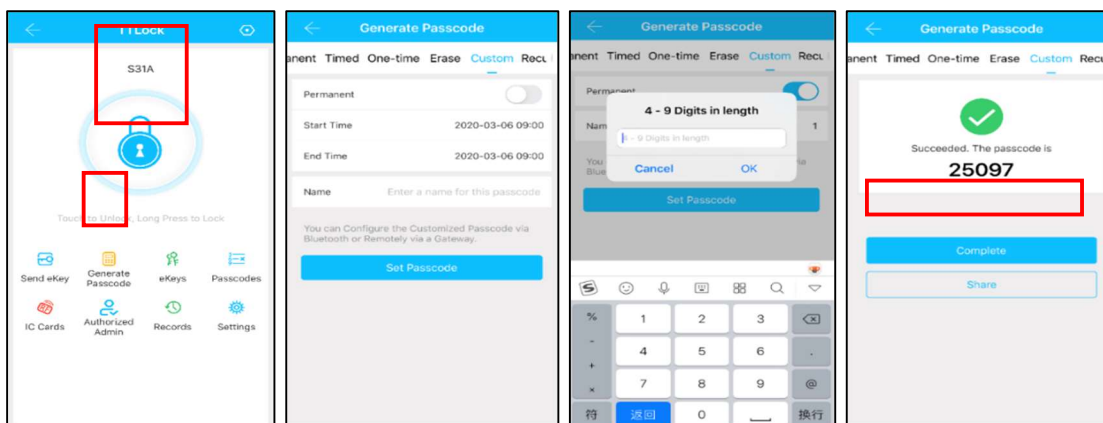 TTLock
S31A
Touch to Unlock, Long Press to Lock
Send eKey
Generate Passcode
eKeys
Passcodes
IC Cards
Authorized Admin
Records
Settings
Generate Passcode
anent Timed One-time Erase Custom Recu
Permanent
Start Time 2020-03-06 09:00
End Time 2020-03-06 09:00
Name Enter a name for this passcode
You can Configure the Customized Passcode via
Bluetooth or Remotely via a Gateway.
Set Passcode
Generate Passcode
anent Timed One-time Erase Custom Recu
Permanent
Nam 1
You via
Blue
4 - 9 Digits in length
4 - 9 Digits in length
Cancel OK
Set Passcode
% 1 2 3
- 4 5 6 .
+
× 7 8 9 @
符 返回 0 换行
Generate Passcode
anent Timed One-time Erase Custom Recu
Succeeded. The passcode is
25097
Complete
Share